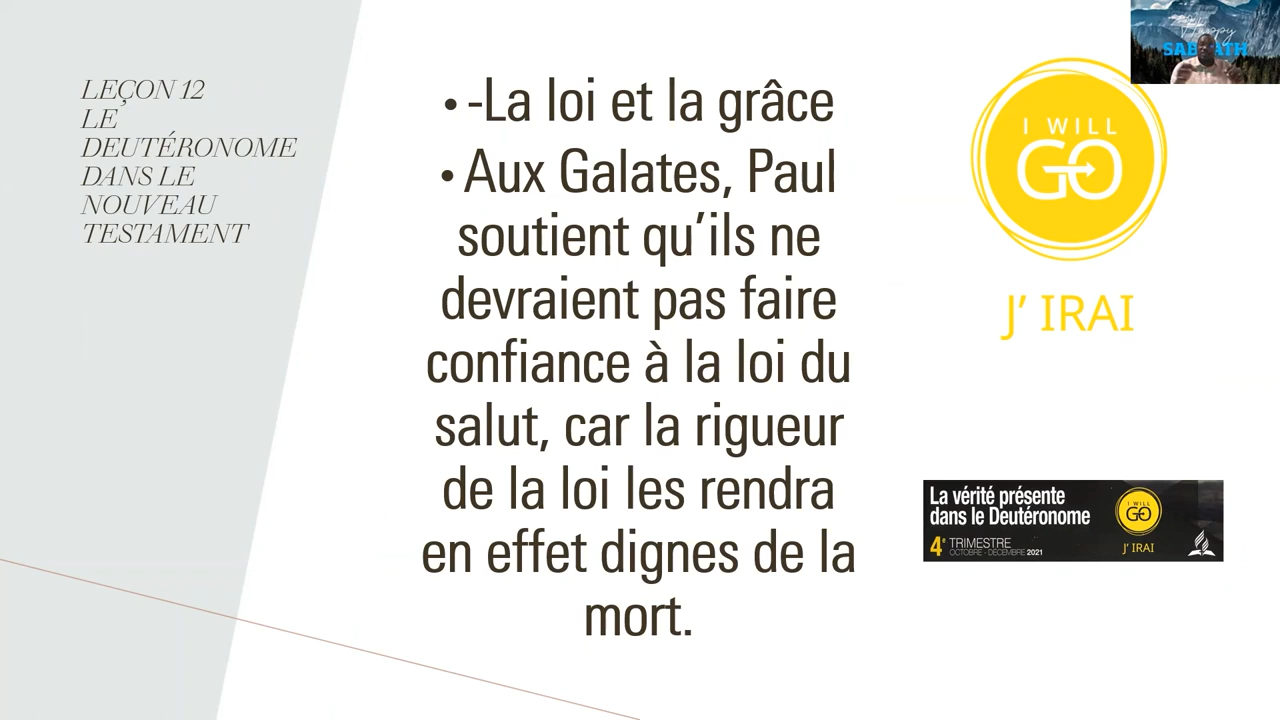 LEÇON 12
LE
DEUTÉRONOME
DANS LE
NOUVEAU
TESTAMENT
• -La loi et la grâce
• Aux Galates, Paul
soutient qu’ils ne
devraient pas faire
confiance à la loi du
salut, car la rigueur
de la loi les rendra
en effet dignes de la
mort.
Happy
SABBATH
I WILL
GO
J’ IRAI
La vérité présente
dans le Deutéronome
4e TRIMESTRE
OCTOBRE - DÉCEMBRE 2021
I WILL
GO
J’ IRAI